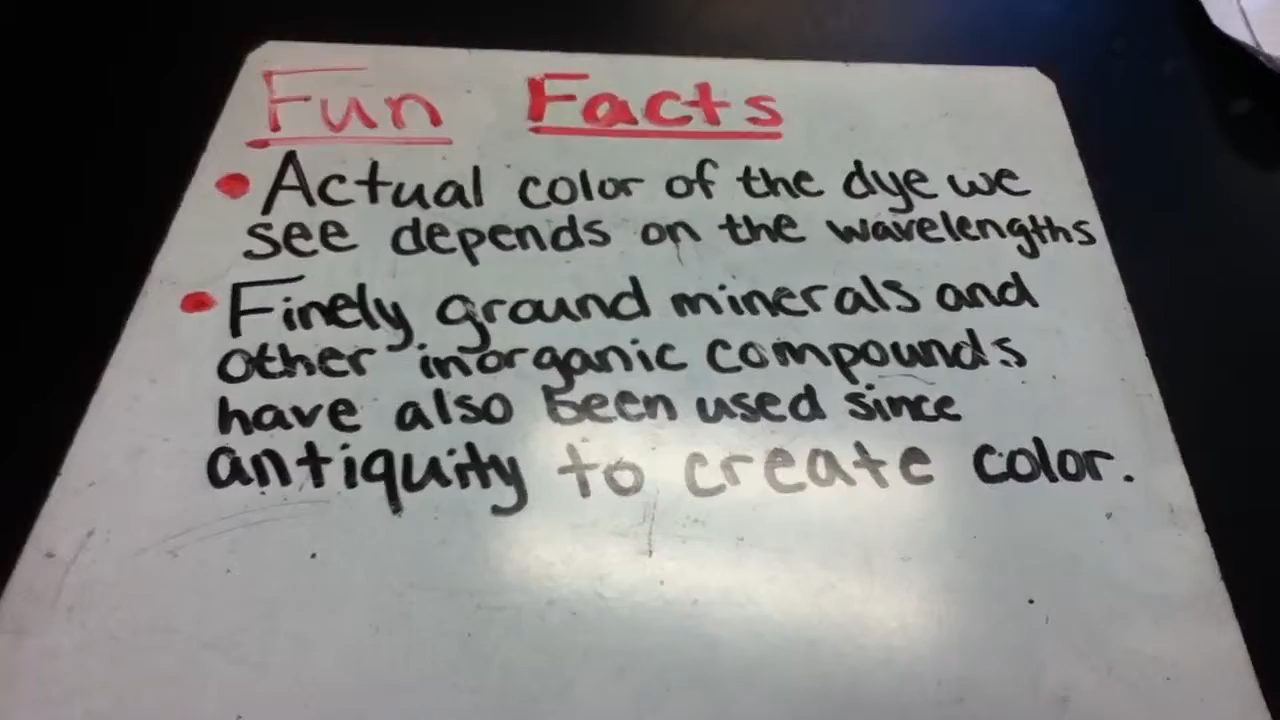 Fun Facts
• Actual color of the dye we
see depends on the wavelengths
• Finely ground minerals and
other inorganic compounds
have also been used since
antiquity to create color.